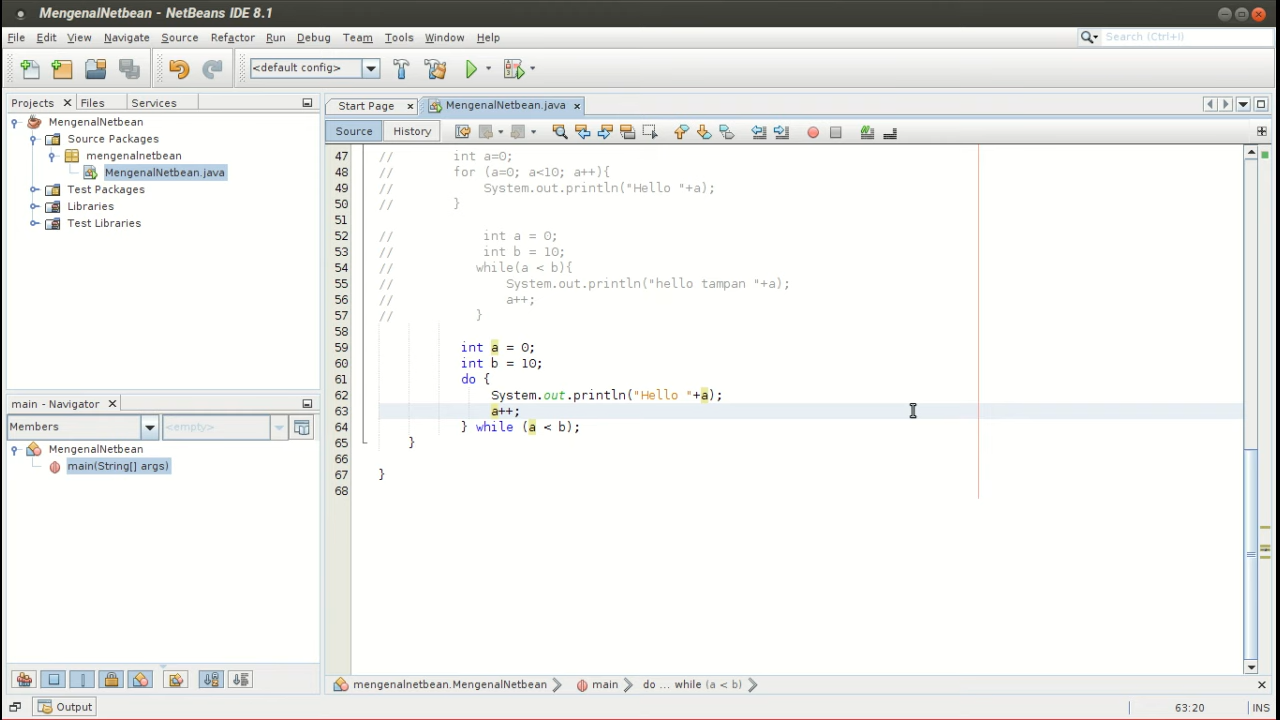 MengenalNetbean - NetBeans IDE 8.1
File Edit View Navigate Source Refactor Run Debug Team Tools Window Help
Search (Ctrl+I)
<default config>
Projects Files Services
Start Page MengenalNetbean.java
MengenalNetbean
Source Packages
mengenalnetbean
MengenalNetbean.java
Test Packages
Libraries
Test Libraries
Source History
47 // int a=0;
48 // for (a=0; a<10; a++){
49 // System.out.println("Hello "+a);
50 // }
51
52 // int a = 0;
53 // int b = 10;
54 // while(a < b){
55 // System.out.println("hello tampan "+a);
56 // a++;
57 // }
58
59 int a = 0;
60 int b = 10;
61 do {
62 System.out.println("Hello "+a);
63 a++;
64 } while (a < b);
65 }
66
67 }
68
main - Navigator
Members <empty>
MengenalNetbean
main(String[] args)
mengenalnetbean.MengenalNetbean main do ... while (a < b)
Output
63:20 INS